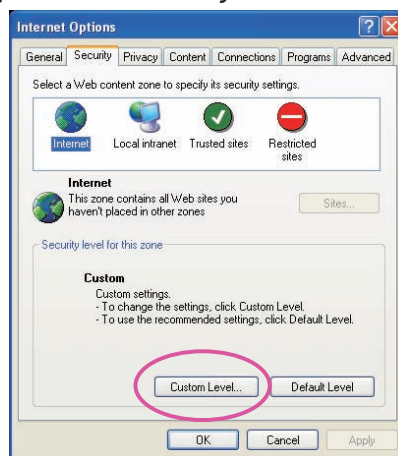 Internet Options
General Security Privacy Content Connections Programs Advanced
Select a Web content zone to specify its security settings.
Internet Local intranet Trusted sites Restricted sites
Internet
This zone contains all Web sites you
haven't placed in other zones
Sites...
Security level for this zone
Custom
Custom settings.
- To change the settings, click Custom Level.
- To use the recommended settings, click Default Level.
Custom Level... Default Level
OK Cancel Apply